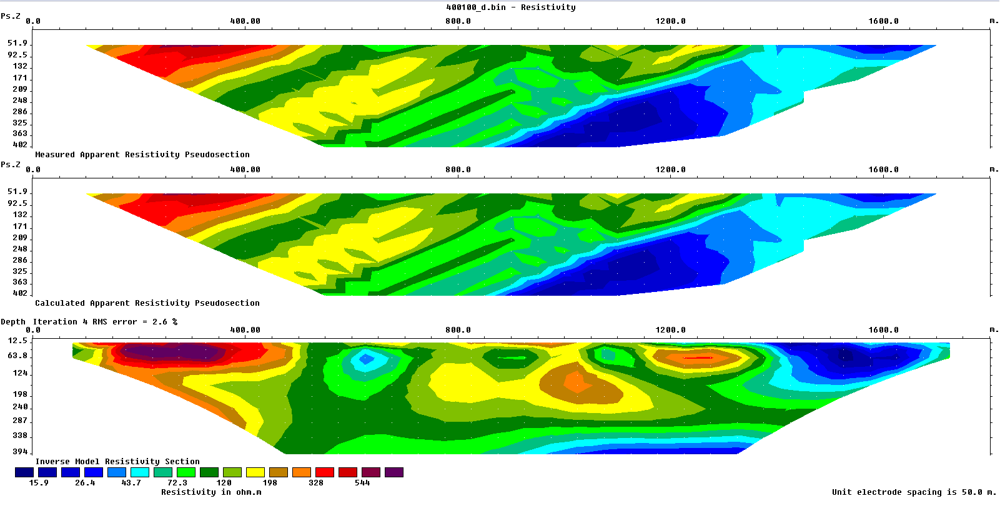 400100_d.bin - Resistivity
Ps.Z 0.0 400.00 800.0 1200.0 1600.0 m.
51.9
92.5
132
171
209
248
286
325
363
402
Measured Apparent Resistivity Pseudosection
Ps.Z 0.0 400.00 800.0 1200.0 1600.0 m.
51.9
92.5
132
171
209
248
286
325
363
402
Calculated Apparent Resistivity Pseudosection
Depth Iteration 4 RMS error = 2.6 %
0.0 400.00 800.0 1200.0 1600.0 m.
12.5
63.8
124
198
240
287
338
394
Inverse Model Resistivity Section
15.9 26.4 43.7 72.3 120 198 328 544
Resistivity in ohm.m
Unit electrode spacing is 50.0 m.